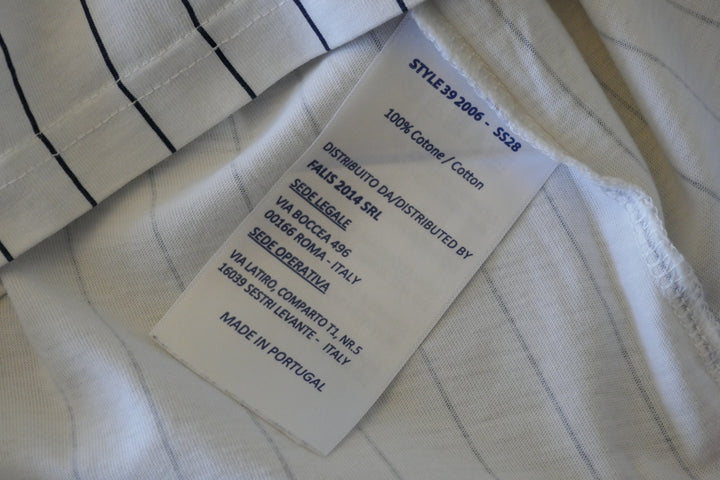 STYLE 39 2006 - SS28
100% Cotone / Cotton
DISTRIBUITO DA/DISTRIBUTED BY
FALIS 2014 SRL
SEDE LEGALE
VIA BOCCEA 496
00166 ROMA - ITALY
SEDE OPERATIVA
VIA LATIRO, COMPARTO T1, NR.5
16039 SESTRI LEVANTE - ITALY
MADE IN PORTUGAL